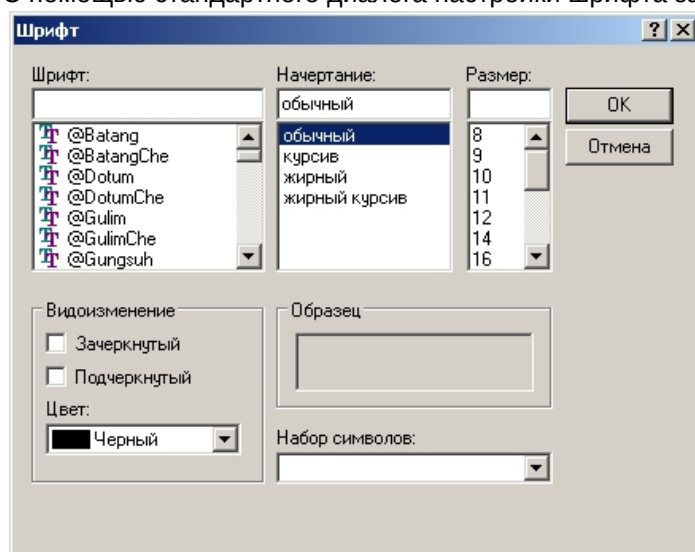 С помощью стандартного диалога настройки шрифта
Шрифт
Шрифт:
@Batang
@BatangChe
@Dotum
@DotumChe
@Gulim
@GulimChe
@Gungsuh
Начертание:
обычный
обычный
курсив
жирный
жирный курсив
Размер:
8
9
10
11
12
14
16
OK
Отмена
Видоизменение
Зачеркнутый
Подчеркнутый
Цвет:
Черный
Образец
Набор символов: